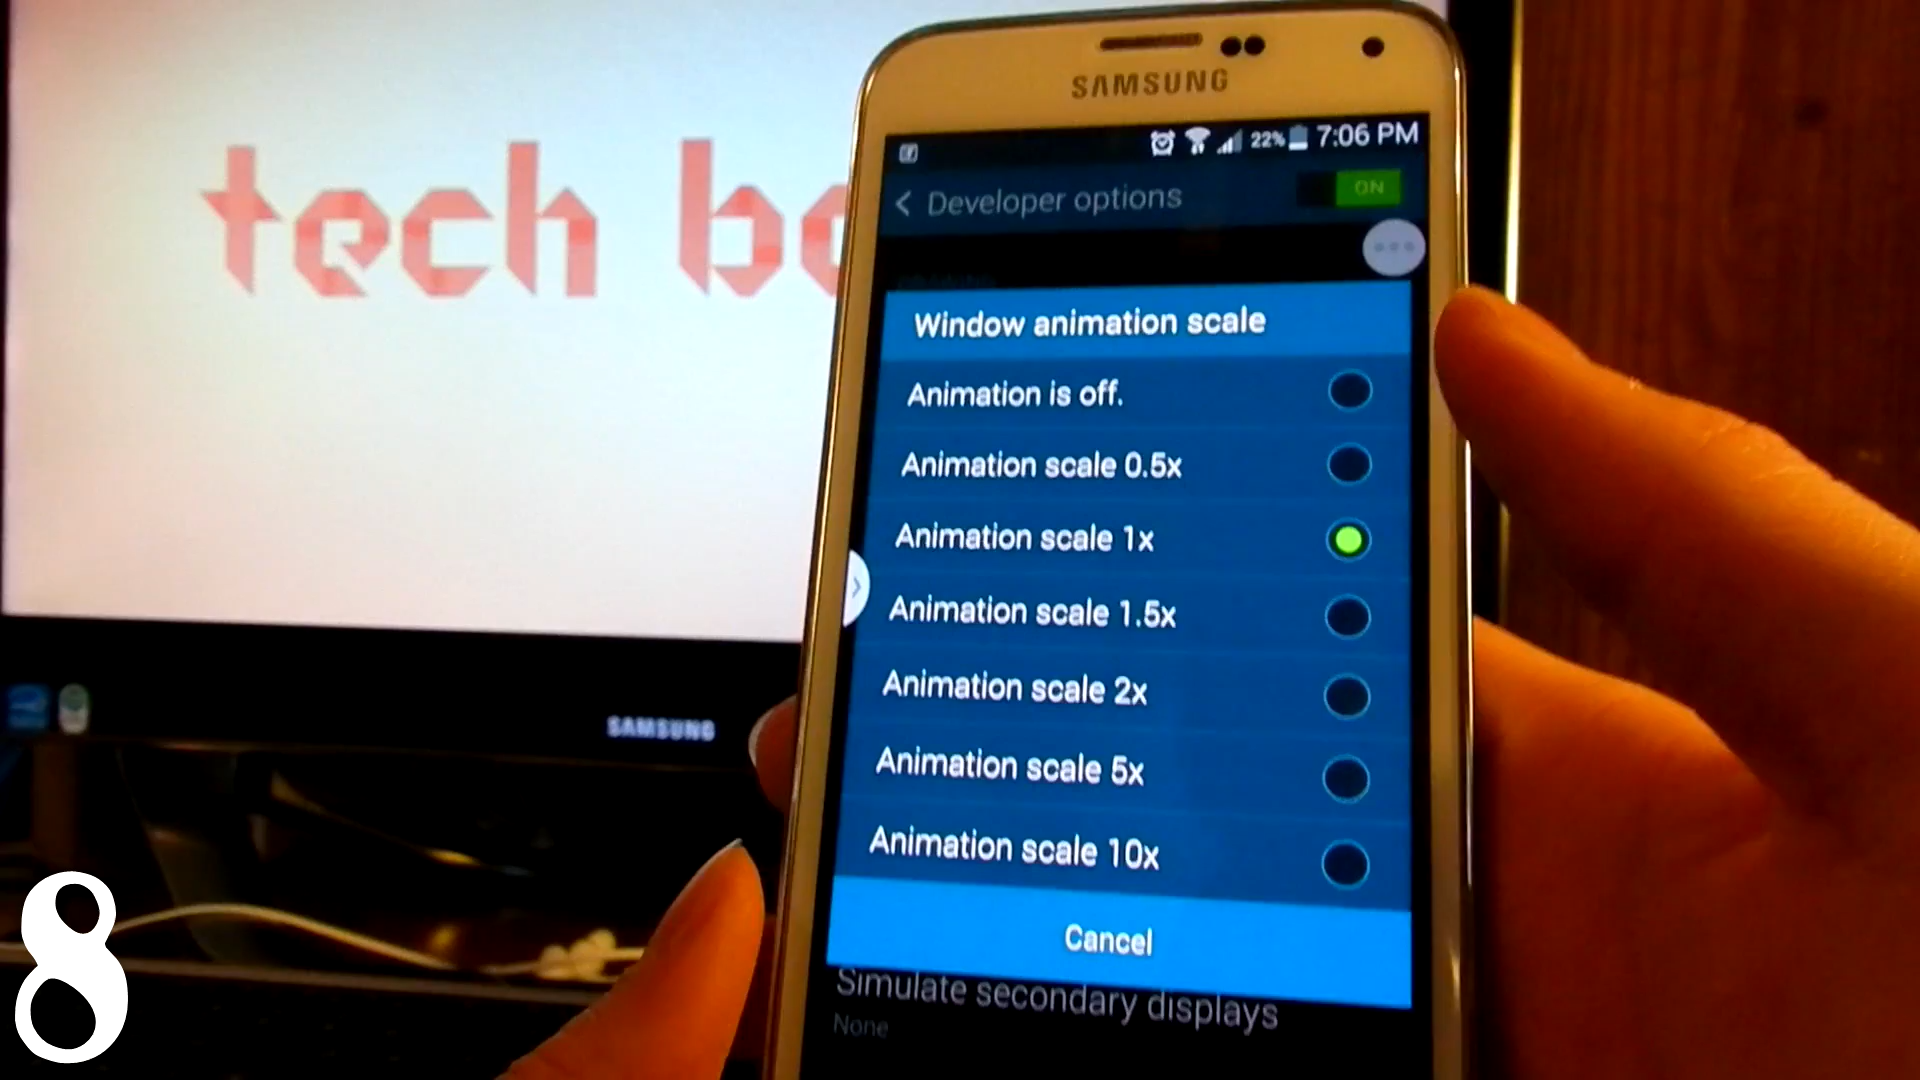 tech bo
SAMSUNG
22% 7:06 PM
Developer options
ON
Window animation scale
Animation is off.
Animation scale 0.5x
Animation scale 1x
Animation scale 1.5x
Animation scale 2x
Animation scale 5x
Animation scale 10x
Cancel
Simulate secondary displays
None
SAMSUNG
8